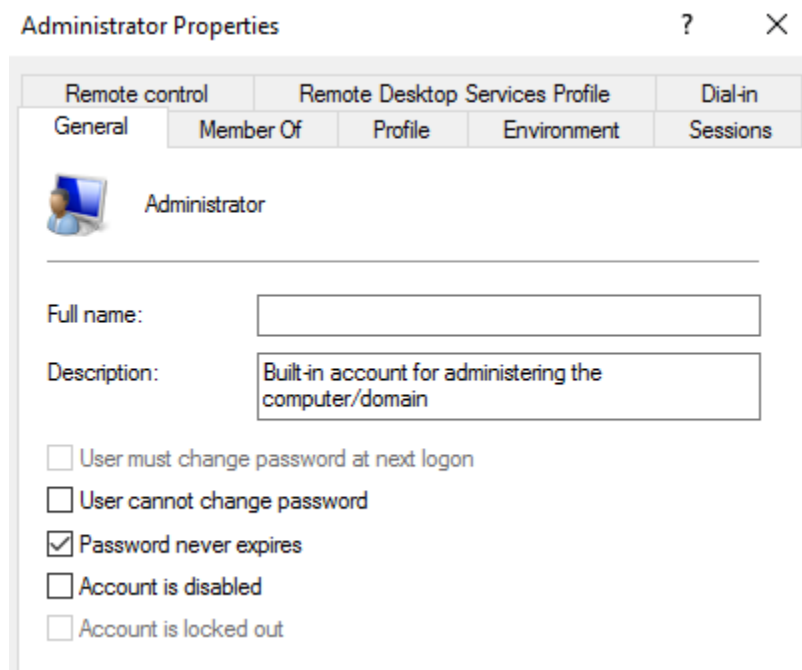 Administrator Properties ?
Remote control Remote Desktop Services Profile Dial-in
General Member Of Profile Environment Sessions
Administrator
Full name:
Description: Built-in account for administering the
computer/domain
User must change password at next logon
User cannot change password
Password never expires
Account is disabled
Account is locked out